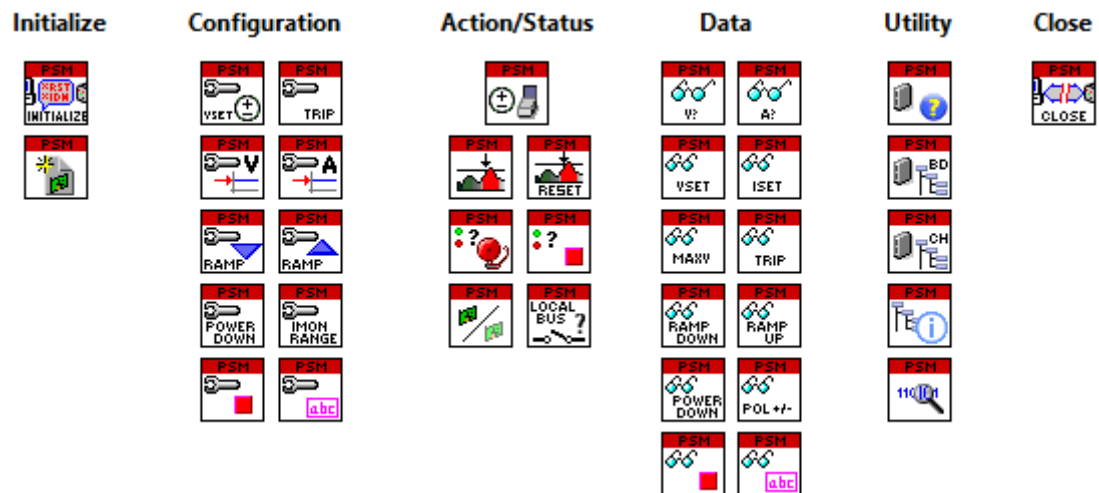 Initialize Configuration Action/Status Data Utility Close
PSM PSM PSM PSM PSM PSM PSM PSM
*RST
*IDN
INITIALIZE VSET TRIP V? A? ? CLOSE
PSM PSM PSM PSM PSM PSM PSM PSM
V A RESET VSET ISET BD
PSM PSM PSM PSM PSM PSM PSM
RAMP RAMP ? ? MAXV TRIP CH
PSM PSM PSM PSM PSM PSM PSM
POWER
DOWN
IMON
RANGE
LOCAL
BUS ?
RAMP
DOWN
RAMP
UP
i
PSM PSM PSM PSM PSM
abc
POWER
DOWN
POL +/-
110101
PSM PSM
abc